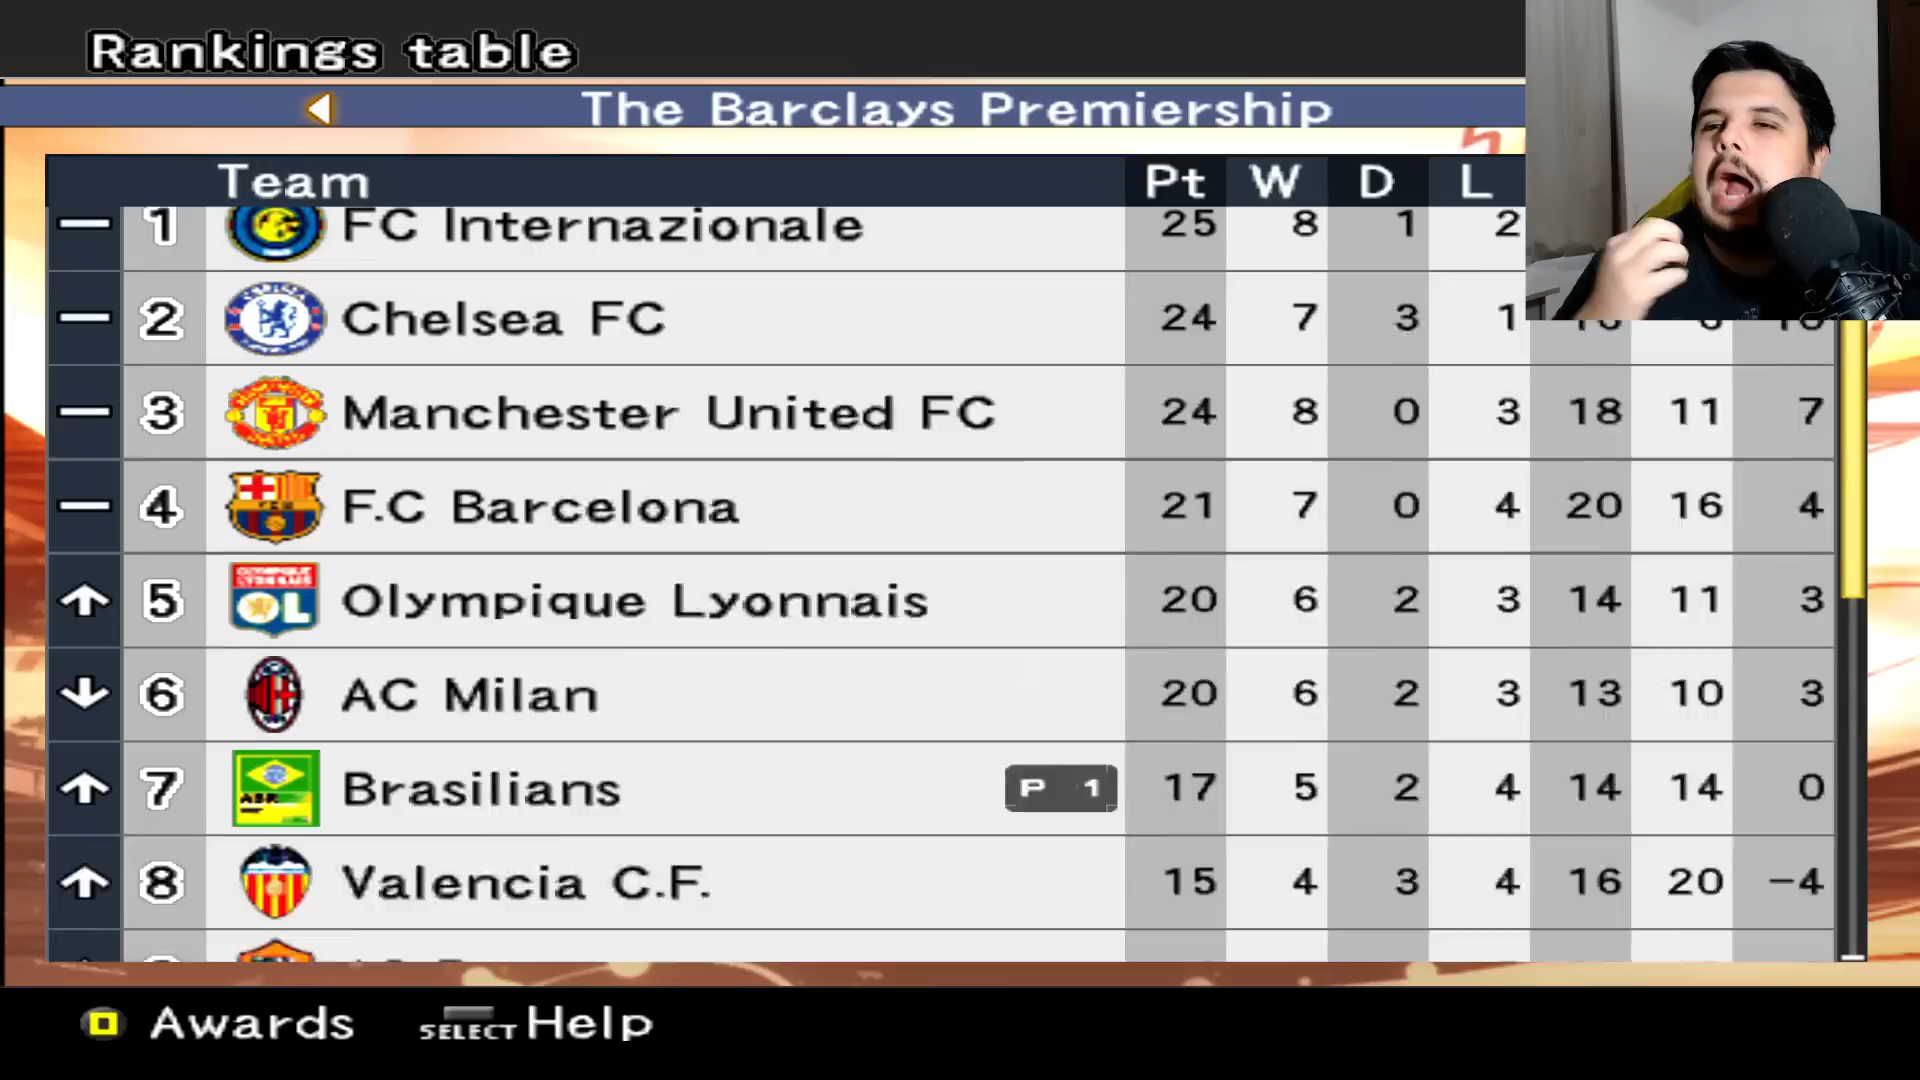 Rankings table
The Barclays Premiership
Team Pt W D L
1 FC Internazionale 25 8 1 2
2 Chelsea FC 24 7 3 1
3 Manchester United FC 24 8 0 3 18 11 7
4 F.C Barcelona 21 7 0 4 20 16 4
5 Olympique Lyonnais 20 6 2 3 14 11 3
6 AC Milan 20 6 2 3 13 10 3
7 Brasilians P 1 17 5 2 4 14 14 0
8 Valencia C.F. 15 4 3 4 16 20 -4
Awards SELECT Help